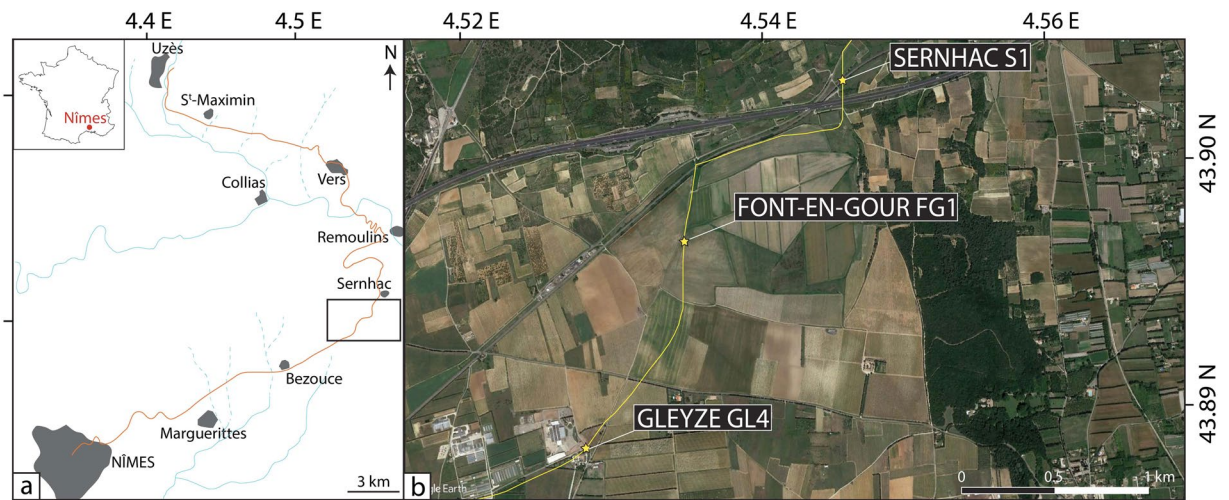 4.4 E
4.5 E
4.52 E
4.54 E
4.56 E
Uzès
N
Nîmes
Sᵗ-Maximin
Collias
Vers
Remoulins
Sernhac
Bezouce
Marguerittes
NÎMES
a
3 km
SERNHAC S1
FONT-EN-GOUR FG1
GLEYZE GL4
43.90 N
43.89 N
b
gle Earth
0
0.5
1 km